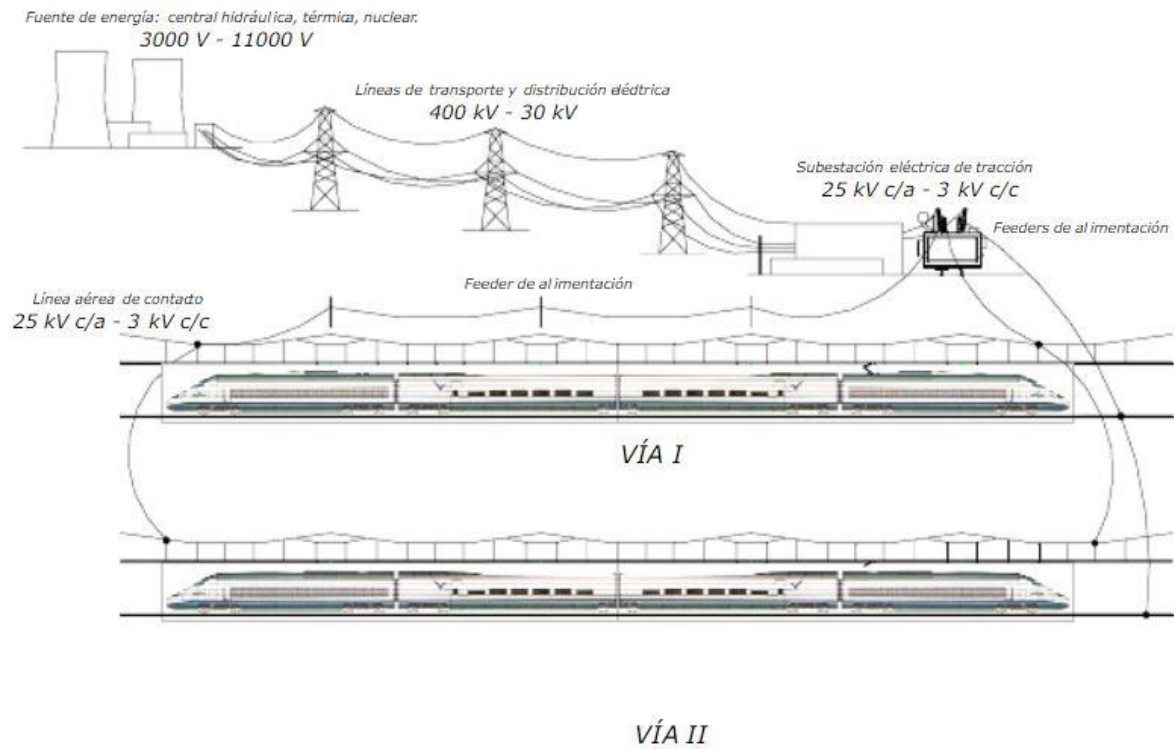 Fuente de energía: central hidráulica, térmica, nuclear.
3000 V - 11000 V
Líneas de transporte y distribución elédtrica
400 kV - 30 kV
Subestación eléctrica de tracción
25 kV c/a - 3 kV c/c
Feeders de alimentación
Feeder de alimentación
Línea aérea de contacto
25 kV c/a - 3 kV c/c
VÍA I
VÍA II